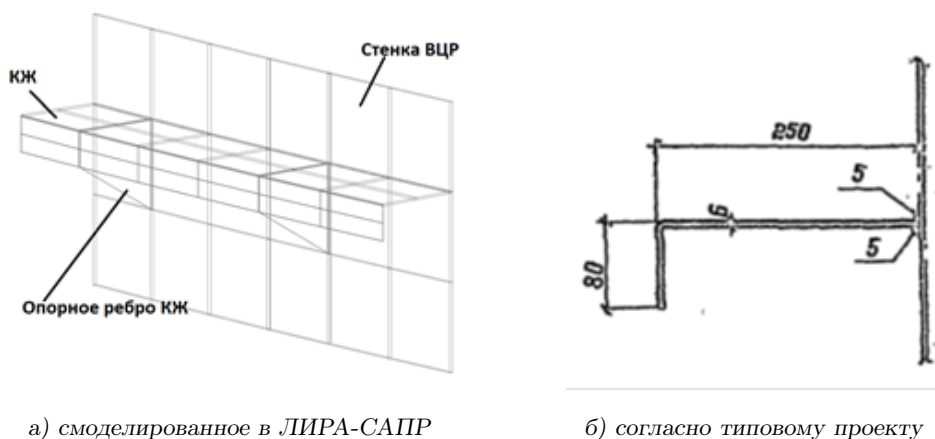 Стенка ВЦР
КЖ
Опорное ребро КЖ
250
5
6
5
80
а) смоделированное в ЛИРА-САПР
б) согласно типовому проекту